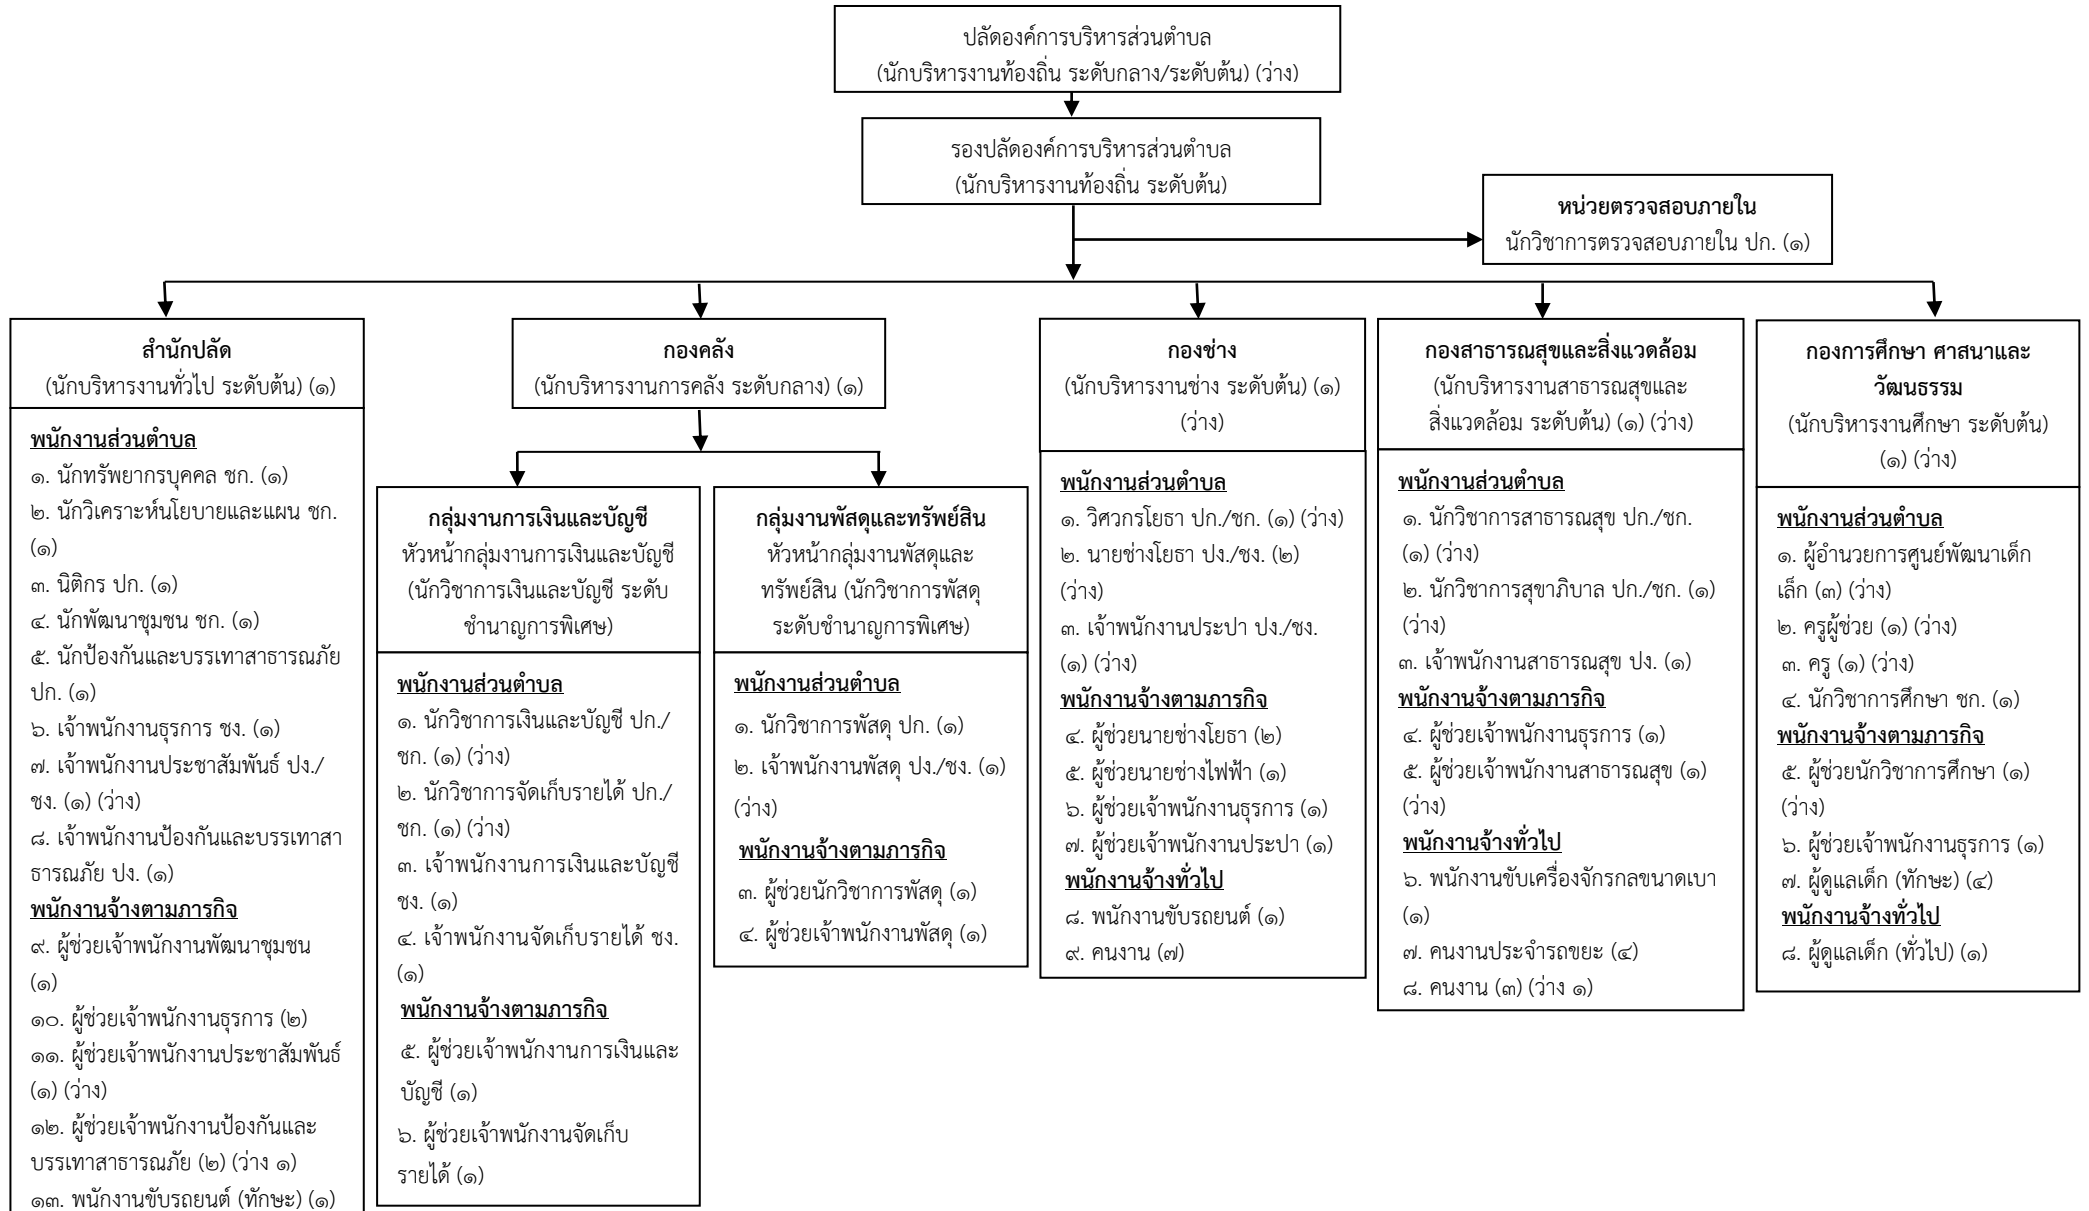 ปลัดองค์การบริหารส่วนตำบล
(นักบริหารงานท้องถิ่น ระดับกลาง/ระดับต้น) (ว่าง)
รองปลัดองค์การบริหารส่วนตำบล
(นักบริหารงานท้องถิ่น ระดับต้น)
หน่วยตรวจสอบภายใน
นักวิชาการตรวจสอบภายใน ปก. (๑)
สำนักปลัด
(นักบริหารงานทั่วไป ระดับต้น) (๑)
พนักงานส่วนตำบล
๑. นักทรัพยากรบุคคล ชก. (๑)
๒. นักวิเคราะห์นโยบายและแผน ชก.
(๑)
๓. นิติกร ปก. (๑)
๔. นักพัฒนาชุมชน ชก. (๑)
๕. นักป้องกันและบรรเทาสาธารณภัย
ปก. (๑)
๖. เจ้าพนักงานธุรการ ชง. (๑)
๗. เจ้าพนักงานประชาสัมพันธ์ ปง./
ชง. (๑) (ว่าง)
๘. เจ้าพนักงานป้องกันและบรรเทาสา
ธารณภัย ปง. (๑)
พนักงานจ้างตามภารกิจ
๙. ผู้ช่วยเจ้าพนักงานพัฒนาชุมชน
(๑)
๑๐. ผู้ช่วยเจ้าพนักงานธุรการ (๒)
๑๑. ผู้ช่วยเจ้าพนักงานประชาสัมพันธ์
(๑) (ว่าง)
๑๒. ผู้ช่วยเจ้าพนักงานป้องกันและ
บรรเทาสาธารณภัย (๒) (ว่าง ๑)
๑๓. พนักงานขับรถยนต์ (ทักษะ) (๑)
กองคลัง
(นักบริหารงานการคลัง ระดับกลาง) (๑)
กลุ่มงานการเงินและบัญชี
หัวหน้ากลุ่มงานการเงินและบัญชี
(นักวิชาการเงินและบัญชี ระดับ
ชำนาญการพิเศษ)
พนักงานส่วนตำบล
๑. นักวิชาการเงินและบัญชี ปก./
ชก. (๑) (ว่าง)
๒. นักวิชาการจัดเก็บรายได้ ปก./
ชก. (๑) (ว่าง)
๓. เจ้าพนักงานการเงินและบัญชี
ชง. (๑)
๔. เจ้าพนักงานจัดเก็บรายได้ ชง.
(๑)
พนักงานจ้างตามภารกิจ
๕. ผู้ช่วยเจ้าพนักงานการเงินและ
บัญชี (๑)
๖. ผู้ช่วยเจ้าพนักงานจัดเก็บ
รายได้ (๑)
กลุ่มงานพัสดุและทรัพย์สิน
หัวหน้ากลุ่มงานพัสดุและ
ทรัพย์สิน (นักวิชาการพัสดุ
ระดับชำนาญการพิเศษ)
พนักงานส่วนตำบล
๑. นักวิชาการพัสดุ ปก. (๑)
๒. เจ้าพนักงานพัสดุ ปง./ชง. (๑)
(ว่าง)
พนักงานจ้างตามภารกิจ
๓. ผู้ช่วยนักวิชาการพัสดุ (๑)
๔. ผู้ช่วยเจ้าพนักงานพัสดุ (๑)
กองช่าง
(นักบริหารงานช่าง ระดับต้น) (๑)
(ว่าง)
พนักงานส่วนตำบล
๑. วิศวกรโยธา ปก./ชก. (๑) (ว่าง)
๒. นายช่างโยธา ปง./ชง. (๒)
(ว่าง)
๓. เจ้าพนักงานประปา ปง./ชง.
(๑) (ว่าง)
พนักงานจ้างตามภารกิจ
๔. ผู้ช่วยนายช่างโยธา (๒)
๕. ผู้ช่วยนายช่างไฟฟ้า (๑)
๖. ผู้ช่วยเจ้าพนักงานธุรการ (๑)
๗. ผู้ช่วยเจ้าพนักงานประปา (๑)
พนักงานจ้างทั่วไป
๘. พนักงานขับรถยนต์ (๑)
๙. คนงาน (๗)
กองสาธารณสุขและสิ่งแวดล้อม
(นักบริหารงานสาธารณสุขและ
สิ่งแวดล้อม ระดับต้น) (๑) (ว่าง)
พนักงานส่วนตำบล
๑. นักวิชาการสาธารณสุข ปก./ชก.
(๑) (ว่าง)
๒. นักวิชาการสุขาภิบาล ปก./ชก. (๑)
(ว่าง)
๓. เจ้าพนักงานสาธารณสุข ปง. (๑)
พนักงานจ้างตามภารกิจ
๔. ผู้ช่วยเจ้าพนักงานธุรการ (๑)
๕. ผู้ช่วยเจ้าพนักงานสาธารณสุข (๑)
(ว่าง)
พนักงานจ้างทั่วไป
๖. พนักงานขับเครื่องจักรกลขนาดเบา
(๑)
๗. คนงานประจำรถขยะ (๔)
๘. คนงาน (๓) (ว่าง ๑)
กองการศึกษา ศาสนาและ
วัฒนธรรม
(นักบริหารงานศึกษา ระดับต้น)
(๑) (ว่าง)
พนักงานส่วนตำบล
๑. ผู้อำนวยการศูนย์พัฒนาเด็ก
เล็ก (๓) (ว่าง)
๒. ครูผู้ช่วย (๑) (ว่าง)
๓. ครู (๑) (ว่าง)
๔. นักวิชาการศึกษา ชก. (๑)
พนักงานจ้างตามภารกิจ
๕. ผู้ช่วยนักวิชาการศึกษา (๑)
(ว่าง)
๖. ผู้ช่วยเจ้าพนักงานธุรการ (๑)
๗. ผู้ดูแลเด็ก (ทักษะ) (๔)
พนักงานจ้างทั่วไป
๘. ผู้ดูแลเด็ก (ทั่วไป) (๑)